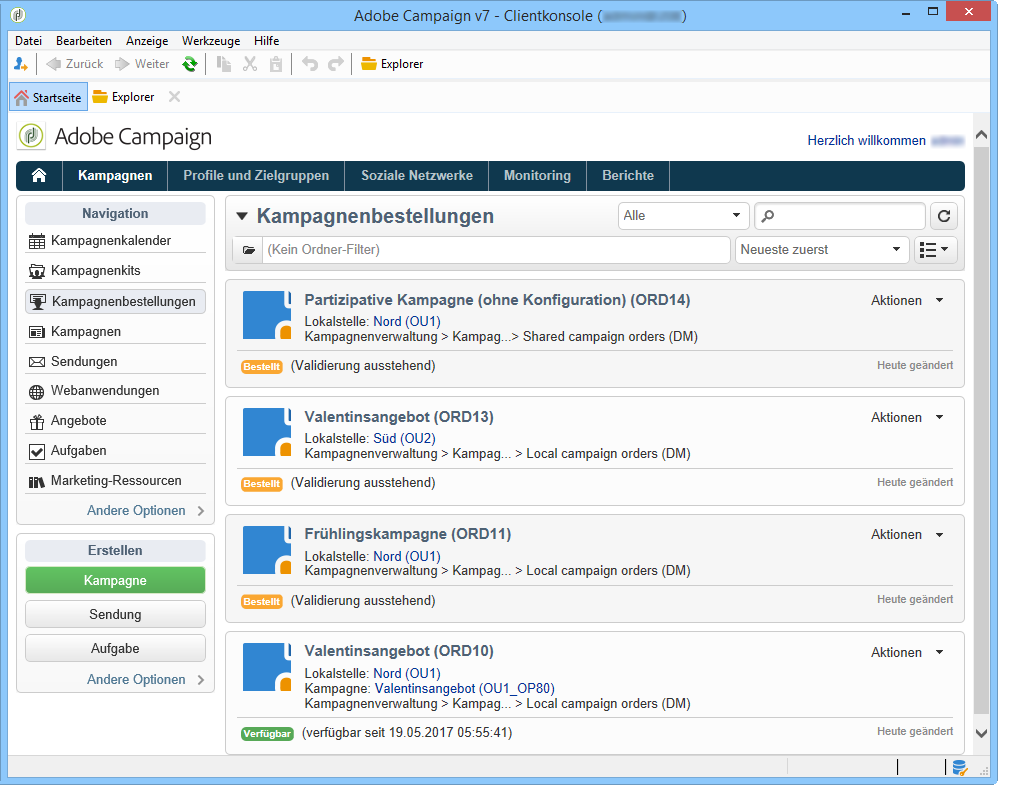 Adobe Campaign v7 - Clientkonsole ( )
Datei Bearbeiten Anzeige Werkzeuge Hilfe
Zurück Weiter Explorer
Startseite Explorer
Adobe Campaign
Herzlich willkommen
Kampagnen Profile und Zielgruppen Soziale Netzwerke Monitoring Berichte
Navigation
Kampagnenkalender
Kampagnenkits
Kampagnenbestellungen
Kampagnen
Sendungen
Webanwendungen
Angebote
Aufgaben
Marketing-Ressourcen
Andere Optionen
Erstellen
Kampagne
Sendung
Aufgabe
Andere Optionen
Kampagnenbestellungen Alle
(Kein Ordner-Filter) Neueste zuerst
Partizipative Kampagne (ohne Konfiguration) (ORD14) Aktionen
Lokalstelle: Nord (OU1)
Kampagnenverwaltung > Kampag...> Shared campaign orders (DM)
Bestellt (Validierung ausstehend) Heute geändert
Valentinsangebot (ORD13) Aktionen
Lokalstelle: Süd (OU2)
Kampagnenverwaltung > Kampag... > Local campaign orders (DM)
Bestellt (Validierung ausstehend) Heute geändert
Frühlingskampagne (ORD11) Aktionen
Lokalstelle: Nord (OU1)
Kampagnenverwaltung > Kampag... > Local campaign orders (DM)
Bestellt (Validierung ausstehend) Heute geändert
Valentinsangebot (ORD10) Aktionen
Lokalstelle: Nord (OU1)
Kampagne: Valentinsangebot (OU1_OP80)
Kampagnenverwaltung > Kampag... > Local campaign orders (DM)
Verfügbar (verfügbar seit 19.05.2017 05:55:41) Heute geändert